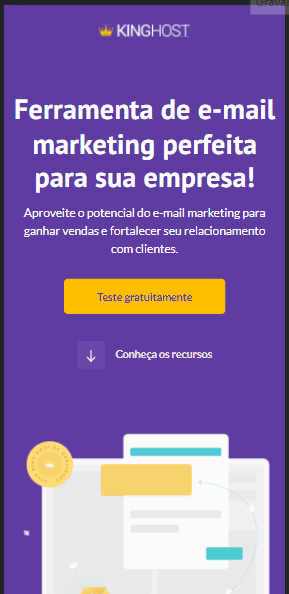 Grava
KINGHOST
Ferramenta de e-mail
marketing perfeita
para sua empresa!
Aproveite o potencial do e-mail marketing para
ganhar vendas e fortalecer seu relacionamento
com clientes.
Teste gratuitamente
Conheça os recursos